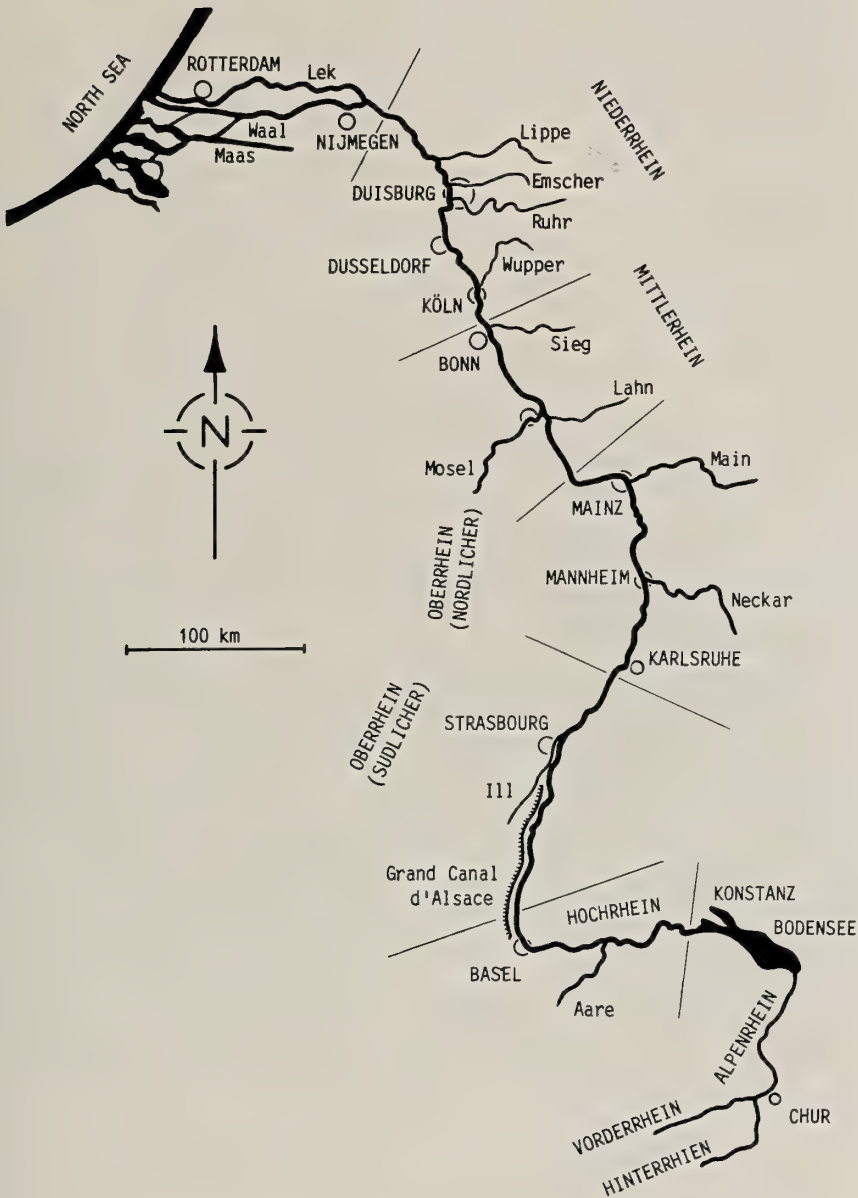 NORTH SEA
ROTTERDAM
Lek
Waal
Maas
NIJMEGEN
NIEDERRHEIN
Lippe
Emscher
DUISBURG
Ruhr
DUSSELDORF
Wupper
KÖLN
MITTLERHEIN
Sieg
BONN
N
Lahn
Mosel
Main
MAINZ
OBERRHEIN
(NORDLICHER)
MANNHEIM
Neckar
100 km
KARLSRUHE
OBERRHEIN
(SUDLICHER)
STRASBOURG
Ill
Grand Canal
d'Alsace
HOCHRHEIN
KONSTANZ
BODENSEE
BASEL
Aare
ALPENRHEIN
CHUR
VORDERRHEIN
HINTERRHIEN